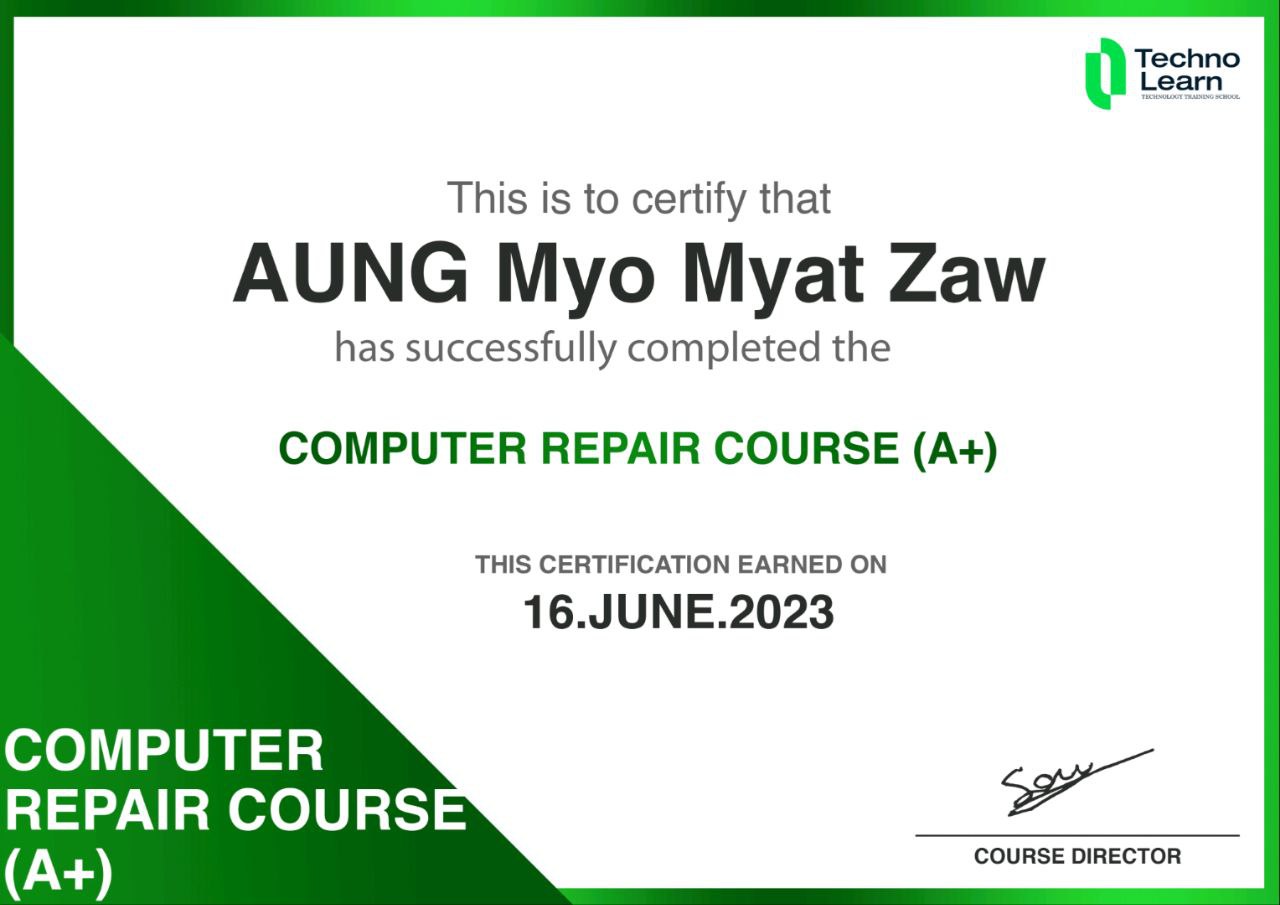 Techno
Learn
TECHNOLOGY TRAINING SCHOOL
This is to certify that
AUNG Myo Myat Zaw
has successfully completed the
COMPUTER REPAIR COURSE (A+)
THIS CERTIFICATION EARNED ON
16.JUNE.2023
COMPUTER
REPAIR COURSE
(A+)
COURSE DIRECTOR